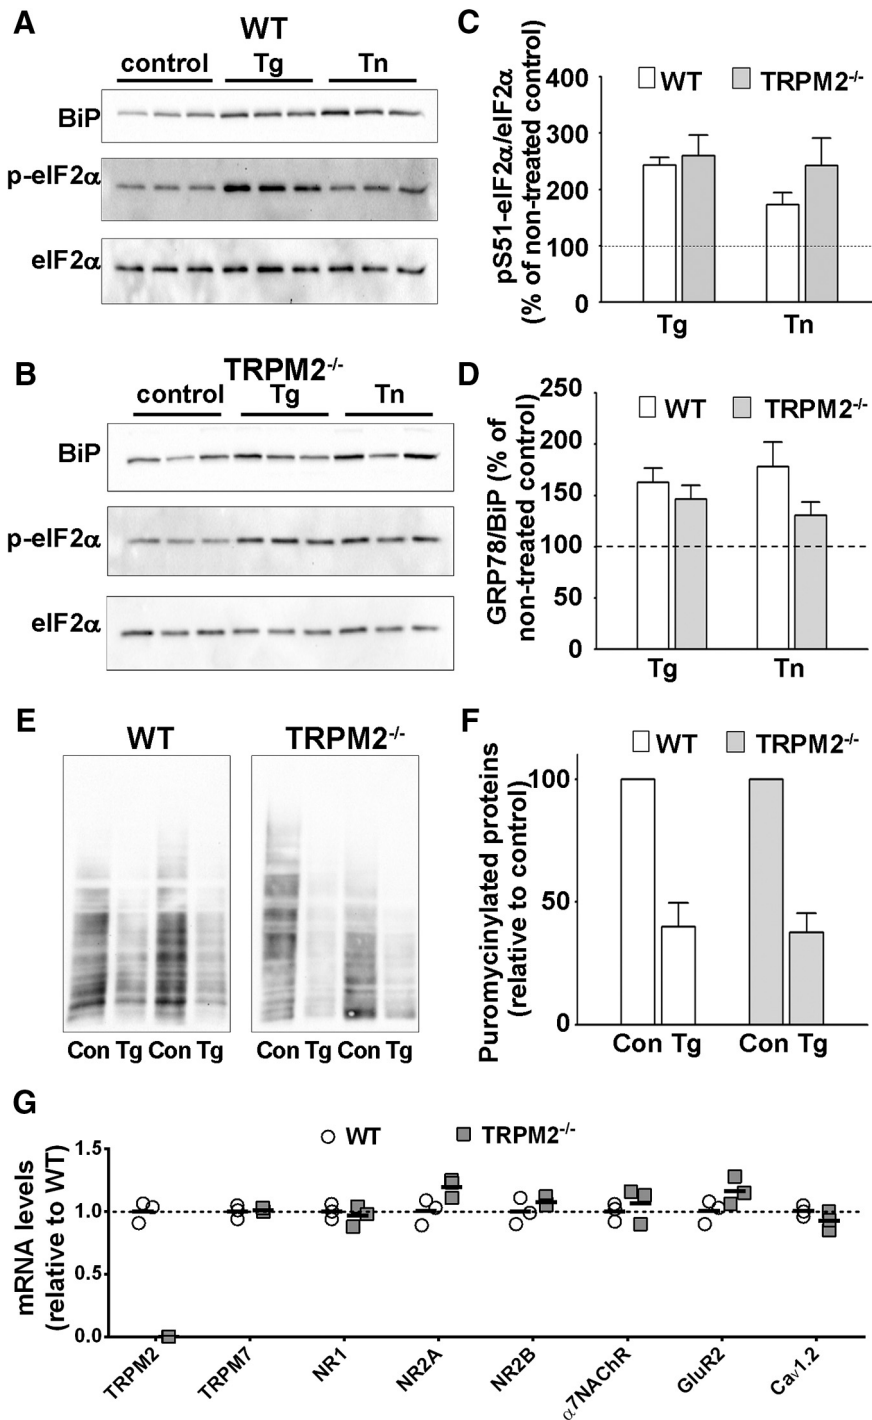 A
WT
control Tg Tn
BiP
p-eIF2α
eIF2α
B
TRPM2-/-
control Tg Tn
BiP
p-eIF2α
eIF2α
C
pS51-eIF2α/eIF2α
(% of non-treated control)
WT TRPM2-/-
400
300
200
100
0
Tg Tn
D
GRP78/BiP (% of
non-treated control)
WT TRPM2-/-
250
200
150
100
50
0
Tg Tn
E
WT TRPM2-/-
Con Tg Con Tg Con Tg Con Tg
F
Puromycinylated proteins
(relative to control)
WT TRPM2-/-
100
50
0
Con Tg Con Tg
G
mRNA levels
(relative to WT)
WT TRPM2-/-
1.5
1.0
0.5
0.0
TRPM2
TRPM7
NR1
NR2A
NR2B
α7NAChR
GluR2
Cav1.2